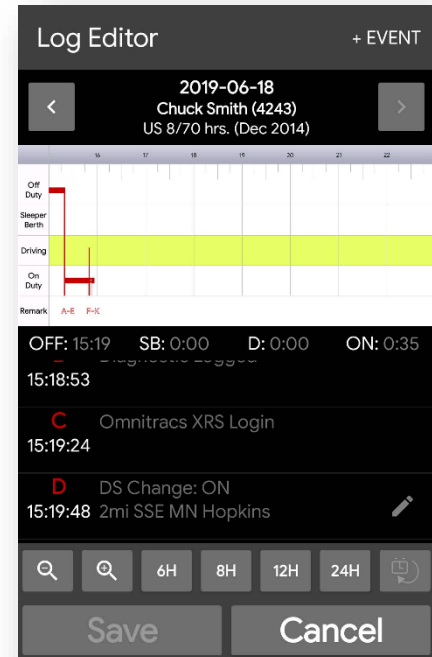 Log Editor + EVENT
2019-06-18
Chuck Smith (4243)
US 8/70 hrs. (Dec 2014)
16 17 18 19 20 21 22
Off
Duty
Sleeper
Berth
Driving
On
Duty
Remark A-E F-K
OFF: 15:19 SB: 0:00 D: 0:00 ON: 0:35
Diagnostic Logged
15:18:53
C Omnitracs XRS Login
15:19:24
D DS Change: ON
15:19:48 2mi SSE MN Hopkins
6H 8H 12H 24H
Save Cancel